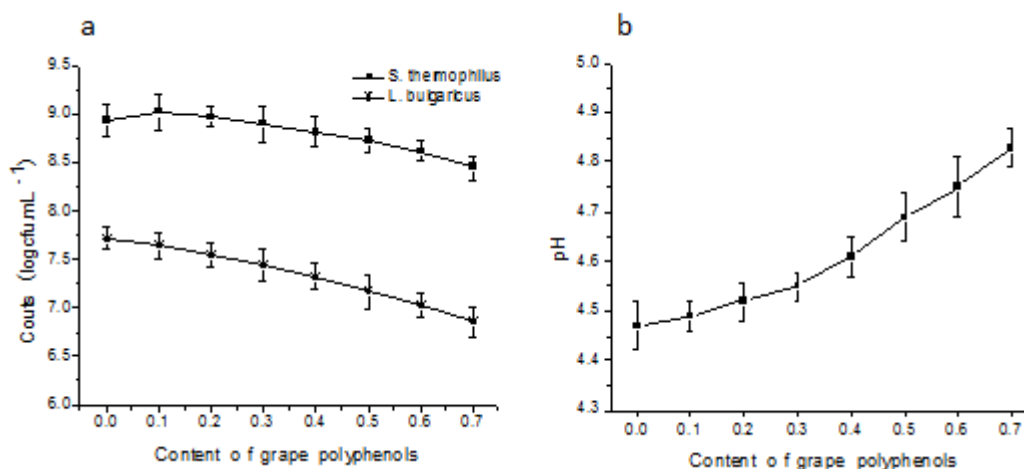 a
b
S. thermophilus
L. bulgaricus
Couts (logcfumL⁻¹)
9.5
9.0
8.5
8.0
7.5
7.0
6.5
6.0
0.0 0.1 0.2 0.3 0.4 0.5 0.6 0.7
Content o f grape polyphenols
pH
5.0
4.9
4.8
4.7
4.6
4.5
4.4
4.3
0.0 0.1 0.2 0.3 0.4 0.5 0.6 0.7
Content o f grape polyphenols